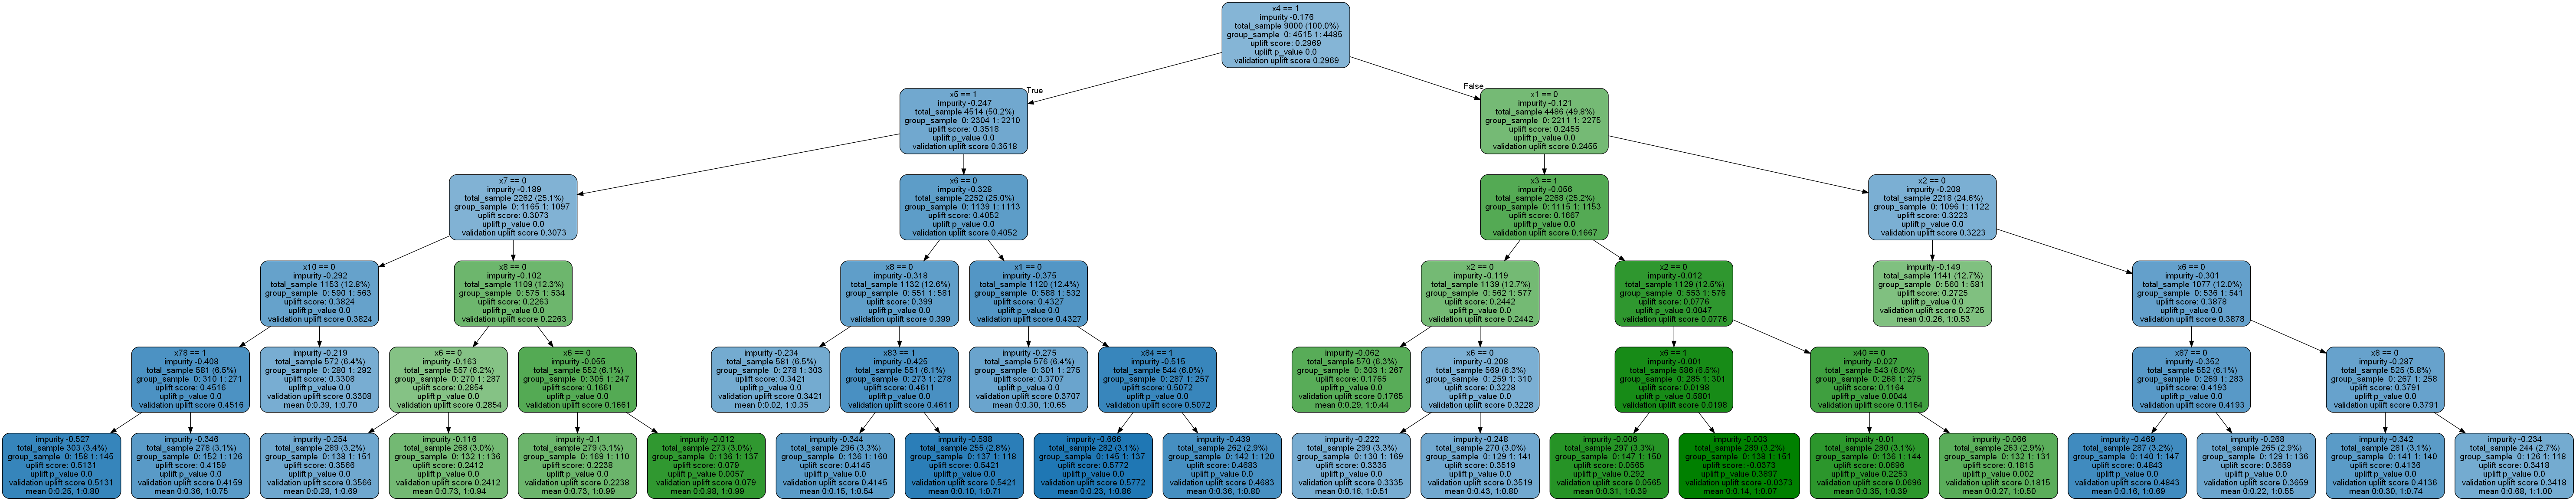 x4 == 1
impurity -0.176
total_sample 9000 (100.0%)
group_sample 0: 4515 1: 4485
uplift score: 0.2969
uplift p_value 0.0
validation uplift score 0.2969
True
False
x5 == 1
impurity -0.247
total_sample 4514 (50.2%)
group_sample 0: 2304 1: 2210
uplift score: 0.3518
uplift p_value 0.0
validation uplift score 0.3518
x1 == 0
impurity -0.121
total_sample 4486 (49.8%)
group_sample 0: 2211 1: 2275
uplift score: 0.2455
uplift p_value 0.0
validation uplift score 0.2455
x7 == 0
impurity -0.189
total_sample 2262 (25.1%)
group_sample 0: 1165 1: 1097
uplift score: 0.3073
uplift p_value 0.0
validation uplift score 0.3073
x6 == 0
impurity -0.328
total_sample 2252 (25.0%)
group_sample 0: 1139 1: 1113
uplift score: 0.4052
uplift p_value 0.0
validation uplift score 0.4052
x3 == 1
impurity -0.056
total_sample 2268 (25.2%)
group_sample 0: 1115 1: 1153
uplift score: 0.1667
uplift p_value 0.0
validation uplift score 0.1667
x2 == 0
impurity -0.208
total_sample 2218 (24.6%)
group_sample 0: 1096 1: 1122
uplift score: 0.3223
uplift p_value 0.0
validation uplift score 0.3223
x10 == 0
impurity -0.292
total_sample 1153 (12.8%)
group_sample 0: 590 1: 563
uplift score: 0.3824
uplift p_value 0.0
validation uplift score 0.3824
x8 == 0
impurity -0.102
total_sample 1109 (12.3%)
group_sample 0: 575 1: 534
uplift score: 0.2263
uplift p_value 0.0
validation uplift score 0.2263
x8 == 0
impurity -0.318
total_sample 1132 (12.6%)
group_sample 0: 551 1: 581
uplift score: 0.399
uplift p_value 0.0
validation uplift score 0.399
x1 == 0
impurity -0.375
total_sample 1120 (12.4%)
group_sample 0: 588 1: 532
uplift score: 0.4327
uplift p_value 0.0
validation uplift score 0.4327
x2 == 0
impurity -0.119
total_sample 1139 (12.7%)
group_sample 0: 562 1: 577
uplift score: 0.2442
uplift p_value 0.0
validation uplift score 0.2442
x2 == 0
impurity -0.012
total_sample 1129 (12.5%)
group_sample 0: 553 1: 576
uplift score: 0.0776
uplift p_value 0.0047
validation uplift score 0.0776
impurity -0.149
total_sample 1141 (12.7%)
group_sample 0: 560 1: 581
uplift score: 0.2725
uplift p_value 0.0
validation uplift score 0.2725
mean 0:0.26, 1:0.53
x6 == 0
impurity -0.301
total_sample 1077 (12.0%)
group_sample 0: 536 1: 541
uplift score: 0.3878
uplift p_value 0.0
validation uplift score 0.3878
x78 == 1
impurity -0.408
total_sample 581 (6.5%)
group_sample 0: 310 1: 271
uplift score: 0.4516
uplift p_value 0.0
validation uplift score 0.4516
impurity -0.219
total_sample 572 (6.4%)
group_sample 0: 280 1: 292
uplift score: 0.3308
uplift p_value 0.0
validation uplift score 0.3308
mean 0:0.39, 1:0.70
x6 == 0
impurity -0.163
total_sample 557 (6.2%)
group_sample 0: 270 1: 287
uplift score: 0.2854
uplift p_value 0.0
validation uplift score 0.2854
x6 == 0
impurity -0.055
total_sample 552 (6.1%)
group_sample 0: 305 1: 247
uplift score: 0.1661
uplift p_value 0.0
validation uplift score 0.1661
impurity -0.234
total_sample 581 (6.5%)
group_sample 0: 278 1: 303
uplift score: 0.3421
uplift p_value 0.0
validation uplift score 0.3421
mean 0:0.02, 1:0.35
x83 == 1
impurity -0.425
total_sample 551 (6.1%)
group_sample 0: 273 1: 278
uplift score: 0.4611
uplift p_value 0.0
validation uplift score 0.4611
impurity -0.275
total_sample 576 (6.4%)
group_sample 0: 301 1: 275
uplift score: 0.3707
uplift p_value 0.0
validation uplift score 0.3707
mean 0:0.30, 1:0.65
x84 == 1
impurity -0.515
total_sample 544 (6.0%)
group_sample 0: 287 1: 257
uplift score: 0.5072
uplift p_value 0.0
validation uplift score 0.5072
impurity -0.062
total_sample 570 (6.3%)
group_sample 0: 303 1: 267
uplift score: 0.1765
uplift p_value 0.0
validation uplift score 0.1765
mean 0:0.29, 1:0.44
x6 == 0
impurity -0.208
total_sample 569 (6.3%)
group_sample 0: 259 1: 310
uplift score: 0.3228
uplift p_value 0.0
validation uplift score 0.3228
x6 == 1
impurity -0.001
total_sample 586 (6.5%)
group_sample 0: 285 1: 301
uplift score: 0.0198
uplift p_value 0.5801
validation uplift score 0.0198
x40 == 0
impurity -0.027
total_sample 543 (6.0%)
group_sample 0: 268 1: 275
uplift score: 0.1164
uplift p_value 0.0044
validation uplift score 0.1164
x87 == 0
impurity -0.352
total_sample 552 (6.1%)
group_sample 0: 269 1: 283
uplift score: 0.4193
uplift p_value 0.0
validation uplift score 0.4193
x8 == 0
impurity -0.287
total_sample 525 (5.8%)
group_sample 0: 267 1: 258
uplift score: 0.3791
uplift p_value 0.0
validation uplift score 0.3791
impurity -0.527
total_sample 303 (3.4%)
group_sample 0: 158 1: 145
uplift score: 0.5131
uplift p_value 0.0
validation uplift score 0.5131
mean 0:0.25, 1:0.80
impurity -0.346
total_sample 278 (3.1%)
group_sample 0: 152 1: 126
uplift score: 0.4159
uplift p_value 0.0
validation uplift score 0.4159
mean 0:0.36, 1:0.75
impurity -0.254
total_sample 289 (3.2%)
group_sample 0: 138 1: 151
uplift score: 0.3566
uplift p_value 0.0
validation uplift score 0.3566
mean 0:0.28, 1:0.69
impurity -0.116
total_sample 268 (3.0%)
group_sample 0: 132 1: 136
uplift score: 0.2412
uplift p_value 0.0
validation uplift score 0.2412
mean 0:0.73, 1:0.94
impurity -0.1
total_sample 279 (3.1%)
group_sample 0: 169 1: 110
uplift score: 0.2238
uplift p_value 0.0
validation uplift score 0.2238
mean 0:0.73, 1:0.99
impurity -0.012
total_sample 273 (3.0%)
group_sample 0: 136 1: 137
uplift score: 0.079
uplift p_value 0.0057
validation uplift score 0.079
mean 0:0.98, 1:0.99
impurity -0.344
total_sample 296 (3.3%)
group_sample 0: 136 1: 160
uplift score: 0.4145
uplift p_value 0.0
validation uplift score 0.4145
mean 0:0.15, 1:0.54
impurity -0.588
total_sample 255 (2.8%)
group_sample 0: 137 1: 118
uplift score: 0.5421
uplift p_value 0.0
validation uplift score 0.5421
mean 0:0.10, 1:0.71
impurity -0.666
total_sample 282 (3.1%)
group_sample 0: 145 1: 137
uplift score: 0.5772
uplift p_value 0.0
validation uplift score 0.5772
mean 0:0.23, 1:0.86
impurity -0.439
total_sample 262 (2.9%)
group_sample 0: 142 1: 120
uplift score: 0.4683
uplift p_value 0.0
validation uplift score 0.4683
mean 0:0.36, 1:0.80
impurity -0.222
total_sample 299 (3.3%)
group_sample 0: 130 1: 169
uplift score: 0.3335
uplift p_value 0.0
validation uplift score 0.3335
mean 0:0.16, 1:0.51
impurity -0.248
total_sample 270 (3.0%)
group_sample 0: 129 1: 141
uplift score: 0.3519
uplift p_value 0.0
validation uplift score 0.3519
mean 0:0.43, 1:0.80
impurity -0.006
total_sample 297 (3.3%)
group_sample 0: 147 1: 150
uplift score: 0.0565
uplift p_value 0.292
validation uplift score 0.0565
mean 0:0.31, 1:0.39
impurity -0.003
total_sample 289 (3.2%)
group_sample 0: 138 1: 151
uplift score: -0.0373
uplift p_value 0.3897
validation uplift score -0.0373
mean 0:0.14, 1:0.07
impurity -0.01
total_sample 280 (3.1%)
group_sample 0: 136 1: 144
uplift score: 0.0696
uplift p_value 0.2253
validation uplift score 0.0696
mean 0:0.35, 1:0.39
impurity -0.066
total_sample 263 (2.9%)
group_sample 0: 132 1: 131
uplift score: 0.1815
uplift p_value 0.002
validation uplift score 0.1815
mean 0:0.27, 1:0.50
impurity -0.469
total_sample 287 (3.2%)
group_sample 0: 140 1: 147
uplift score: 0.4843
uplift p_value 0.0
validation uplift score 0.4843
mean 0:0.16, 1:0.69
impurity -0.268
total_sample 265 (2.9%)
group_sample 0: 129 1: 136
uplift score: 0.3659
uplift p_value 0.0
validation uplift score 0.3659
mean 0:0.22, 1:0.55
impurity -0.342
total_sample 281 (3.1%)
group_sample 0: 141 1: 140
uplift score: 0.4136
uplift p_value 0.0
validation uplift score 0.4136
mean 0:0.30, 1:0.74
impurity -0.234
total_sample 244 (2.7%)
group_sample 0: 126 1: 118
uplift score: 0.3418
uplift p_value 0.0
validation uplift score 0.3418
mean 0:0.68, 1:1.00